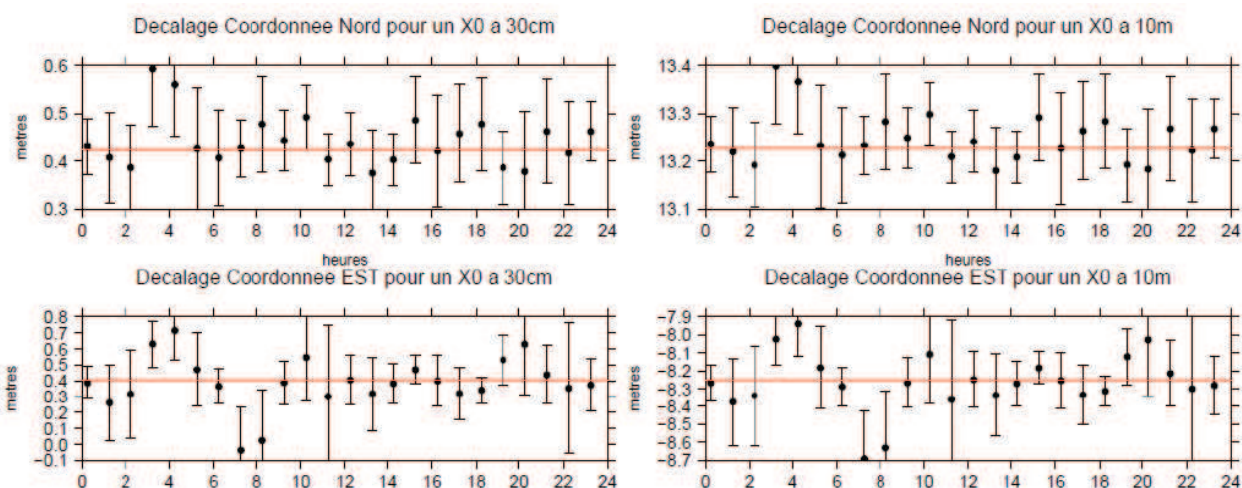 Decalage Coordonnee Nord pour un X0 a 30cm
metres
0.6
0.5
0.4
0.3
0 2 4 6 8 10 12 14 16 18 20 22 24
heures
Decalage Coordonnee Nord pour un X0 a 10m
metres
13.4
13.3
13.2
13.1
0 2 4 6 8 10 12 14 16 18 20 22 24
heures
Decalage Coordonnee EST pour un X0 a 30cm
metres
0.8
0.7
0.6
0.5
0.4
0.3
0.2
0.1
0.0
−0.1
0 2 4 6 8 10 12 14 16 18 20 22 24
Decalage Coordonnee EST pour un X0 a 10m
metres
−7.9
−8.0
−8.1
−8.2
−8.3
−8.4
−8.5
−8.6
−8.7
0 2 4 6 8 10 12 14 16 18 20 22 24